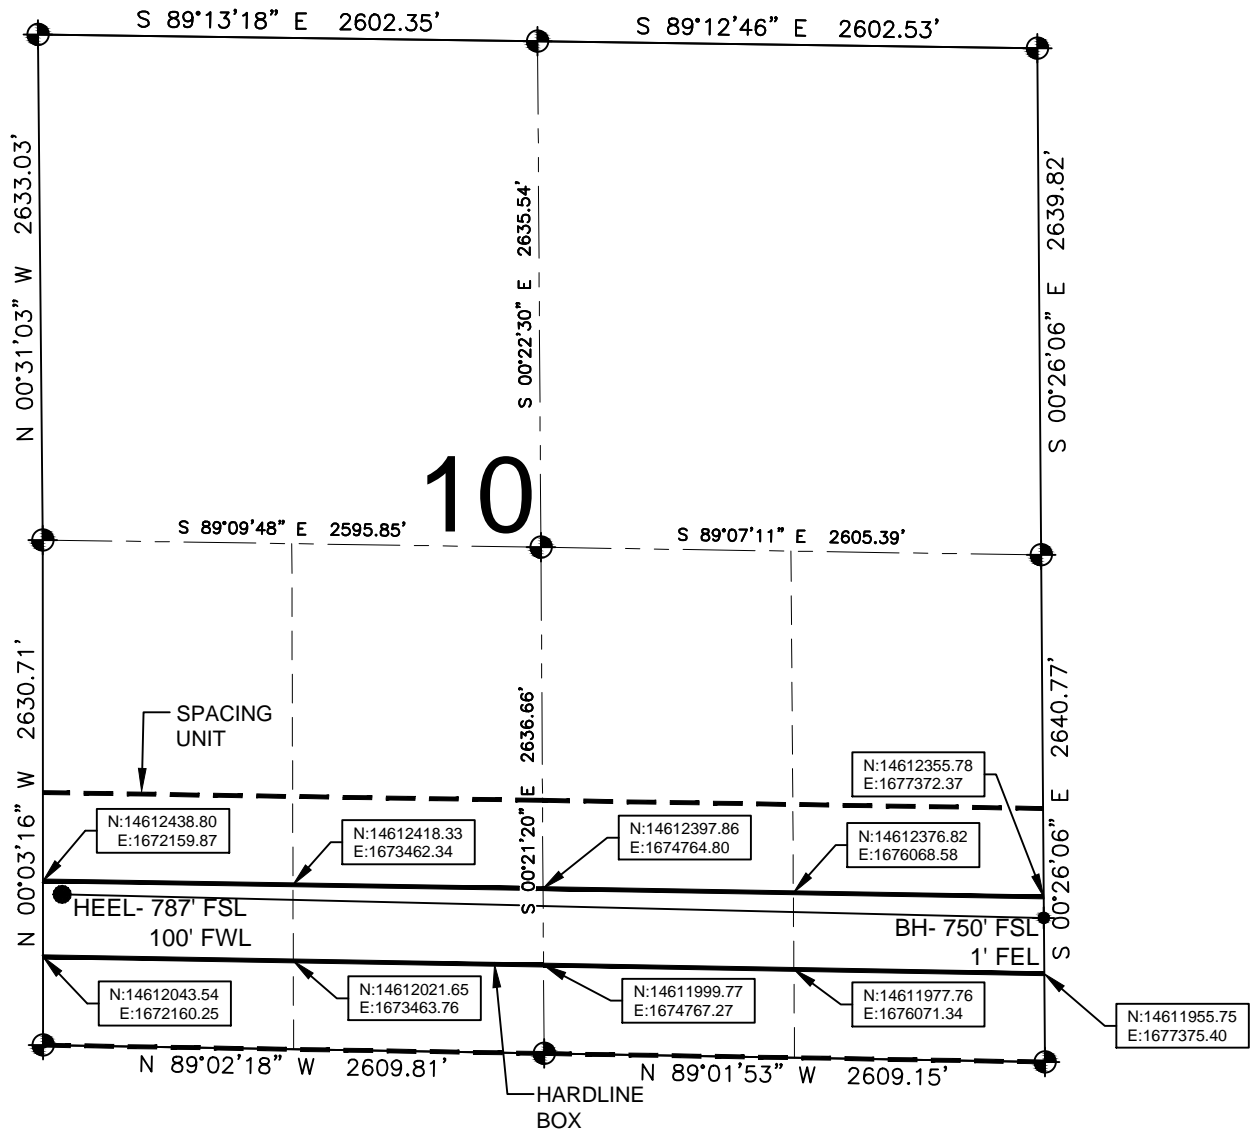 S 89°13'18" E 2602.35'
S 89°12'46" E 2602.53'
N 00°31'03" W 2633.03'
S 00°22'30" E 2635.54'
S 00°26'06" E 2639.82'
10
S 89°09'48" E 2595.85'
S 89°07'11" E 2605.39'
N 00°03'16" W 2630.71'
S 00°21'20" E 2636.66'
S 00°26'06" E 2640.77'
SPACING
UNIT
N:14612355.78
E:1677372.37
N:14612438.80
E:1672159.87
N:14612418.33
E:1673462.34
N:14612397.86
E:1674764.80
N:14612376.82
E:1676068.58
HEEL- 787' FSL
100' FWL
BH- 750' FSL
1' FEL
N:14612043.54
E:1672160.25
N:14612021.65
E:1673463.76
N:14611999.77
E:1674767.27
N:14611977.76
E:1676071.34
N:14611955.75
E:1677375.40
N 89°02'18" W 2609.81'
N 89°01'53" W 2609.15'
HARDLINE
BOX